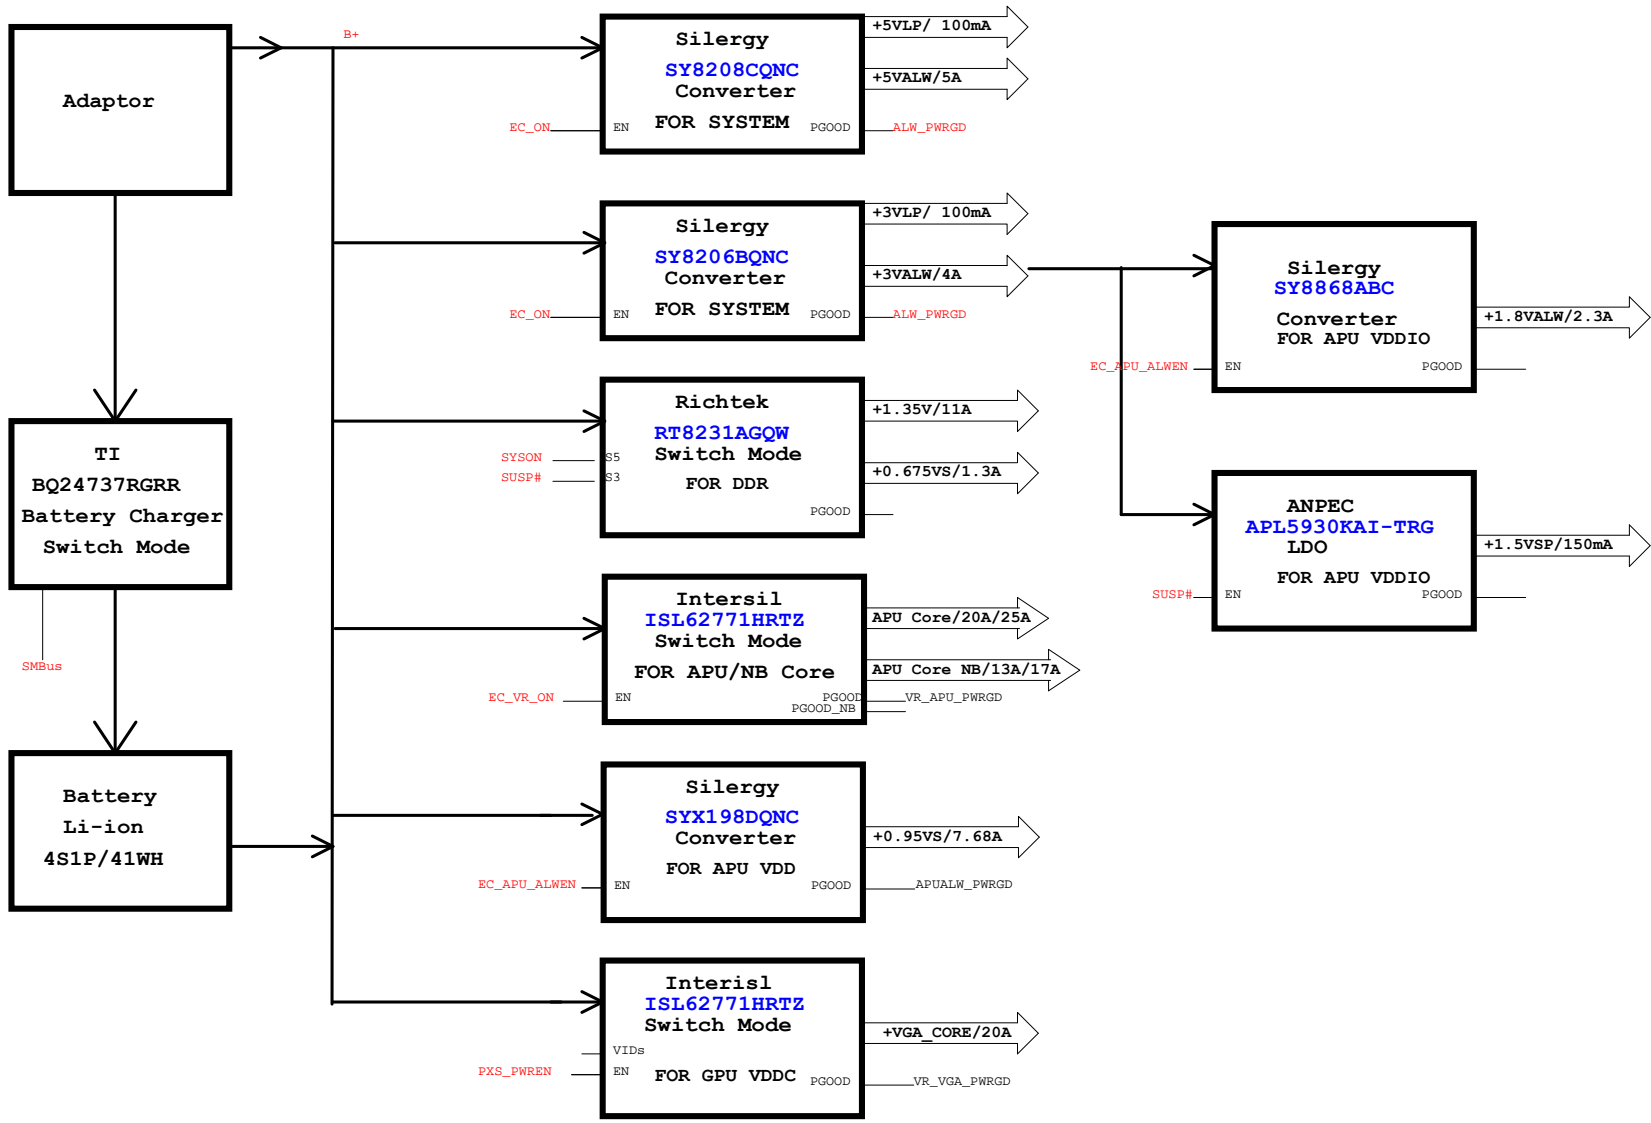 Adaptor
B+
Silergy
SY8208CQNC
Converter
FOR SYSTEM
EC_ON
EN
PGOOD
ALW_PWRGD
+5VLP/ 100mA
+5VALW/5A
Silergy
SY8206BQNC
Converter
FOR SYSTEM
EC_ON
EN
PGOOD
ALW_PWRGD
+3VLP/ 100mA
+3VALW/4A
Silergy
SY8868ABC
Converter
FOR APU VDDIO
EC_APU_ALWEN
EN
PGOOD
+1.8VALW/2.3A
TI
BQ24737RGRR
Battery Charger
Switch Mode
SMBus
Richtek
RT8231AGQW
Switch Mode
FOR DDR
SYSON
S5
SUSP#
S3
PGOOD
+1.35V/11A
+0.675VS/1.3A
ANPEC
APL5930KAI-TRG
LDO
FOR APU VDDIO
SUSP#
EN
PGOOD
+1.5VSP/150mA
Intersil
ISL62771HRTZ
Switch Mode
FOR APU/NB Core
EC_VR_ON
EN
PGOOD
VR_APU_PWRGD
PGOOD_NB
APU Core/20A/25A
APU Core NB/13A/17A
Battery
Li-ion
4S1P/41WH
Silergy
SYX198DQNC
Converter
FOR APU VDD
EC_APU_ALWEN
EN
PGOOD
APUALW_PWRGD
+0.95VS/7.68A
Interisl
ISL62771HRTZ
Switch Mode
VIDs
PXS_PWREN
EN
FOR GPU VDDC
PGOOD
VR_VGA_PWRGD
+VGA_CORE/20A